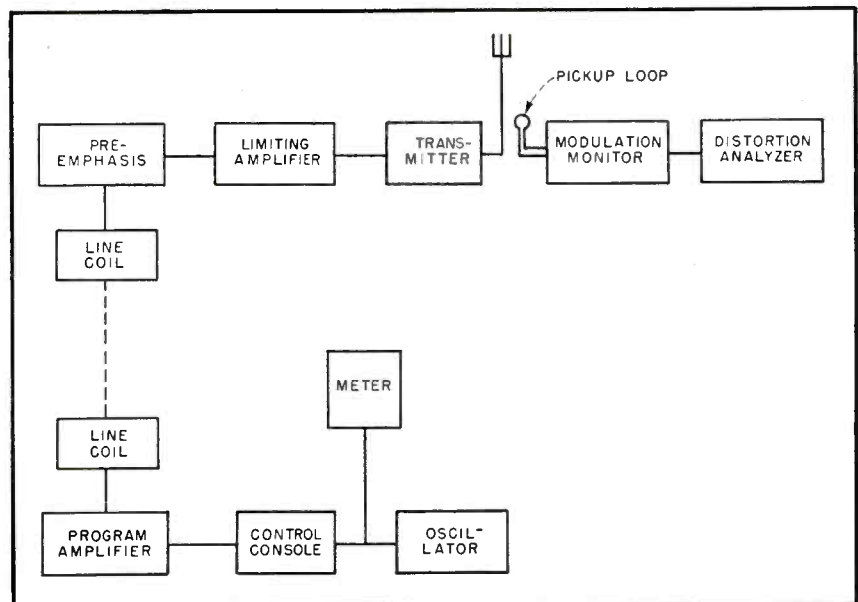 PICKUP LOOP
PRE-
EMPHASIS
LIMITING
AMPLIFIER
TRANS-
MITTER
MODULATION
MONITOR
DISTORTION
ANALYZER
LINE
COIL
METER
LINE
COIL
PROGRAM
AMPLIFIER
CONTROL
CONSOLE
OSCIL-
LATOR